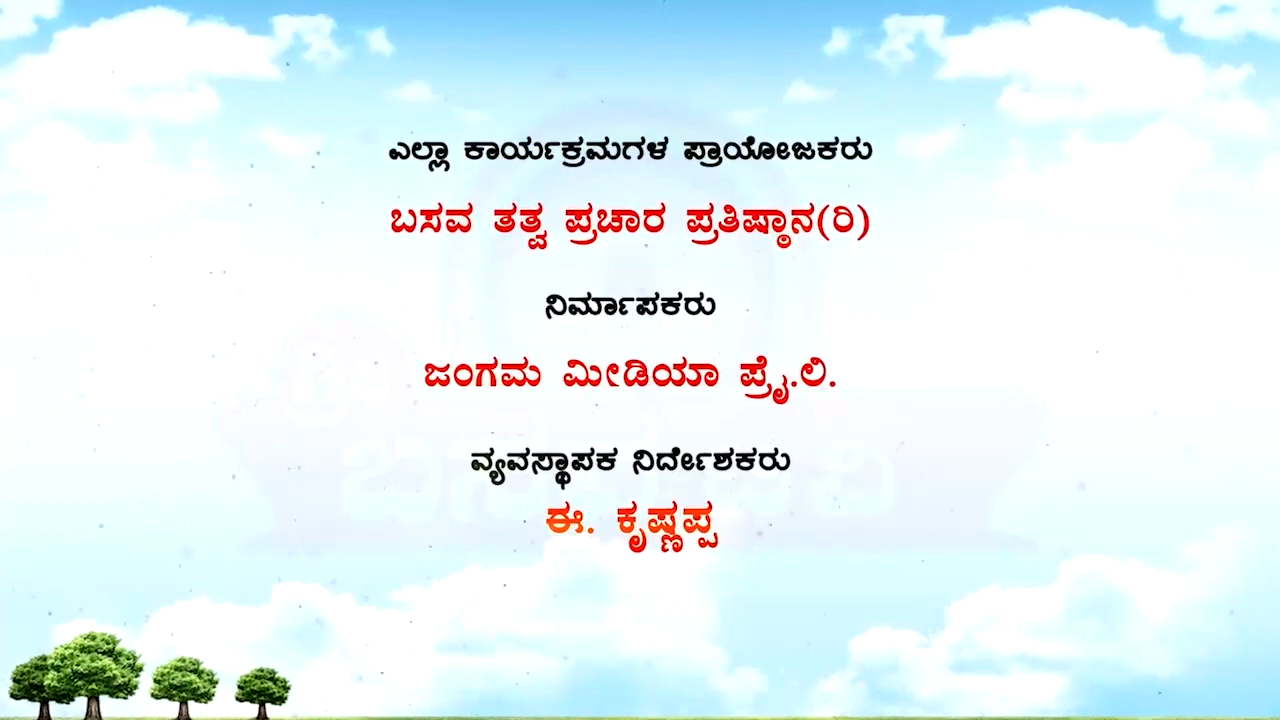 ಎಲ್ಲಾ ಕಾರ್ಯಕ್ರಮಗಳ ಪ್ರಾಯೋಜಕರು
ಬಸವ ತತ್ವ ಪ್ರಚಾರ ಪ್ರತಿಷ್ಠಾನ(ರಿ)
ನಿರ್ಮಾಪಕರು
ಜಂಗಮ ಮೀಡಿಯಾ ಪ್ರೈ.ಲಿ.
ವ್ಯವಸ್ಥಾಪಕ ನಿರ್ದೇಶಕರು
ಈ. ಕೃಷ್ಣಪ್ಪ